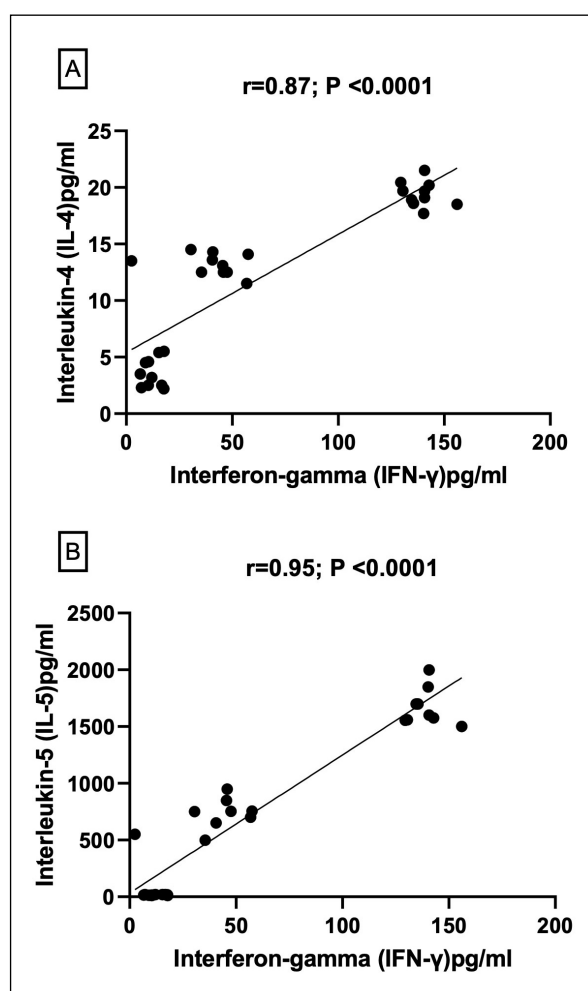 A
r=0.87; P <0.0001
25
20
15
10
5
0
Interleukin-4 (IL-4)pg/ml
0 50 100 150 200
Interferon-gamma (IFN-γ)pg/ml
B
r=0.95; P <0.0001
2500
2000
1500
1000
500
0
Interleukin-5 (IL-5)pg/ml
0 50 100 150 200
Interferon-gamma (IFN-γ)pg/ml